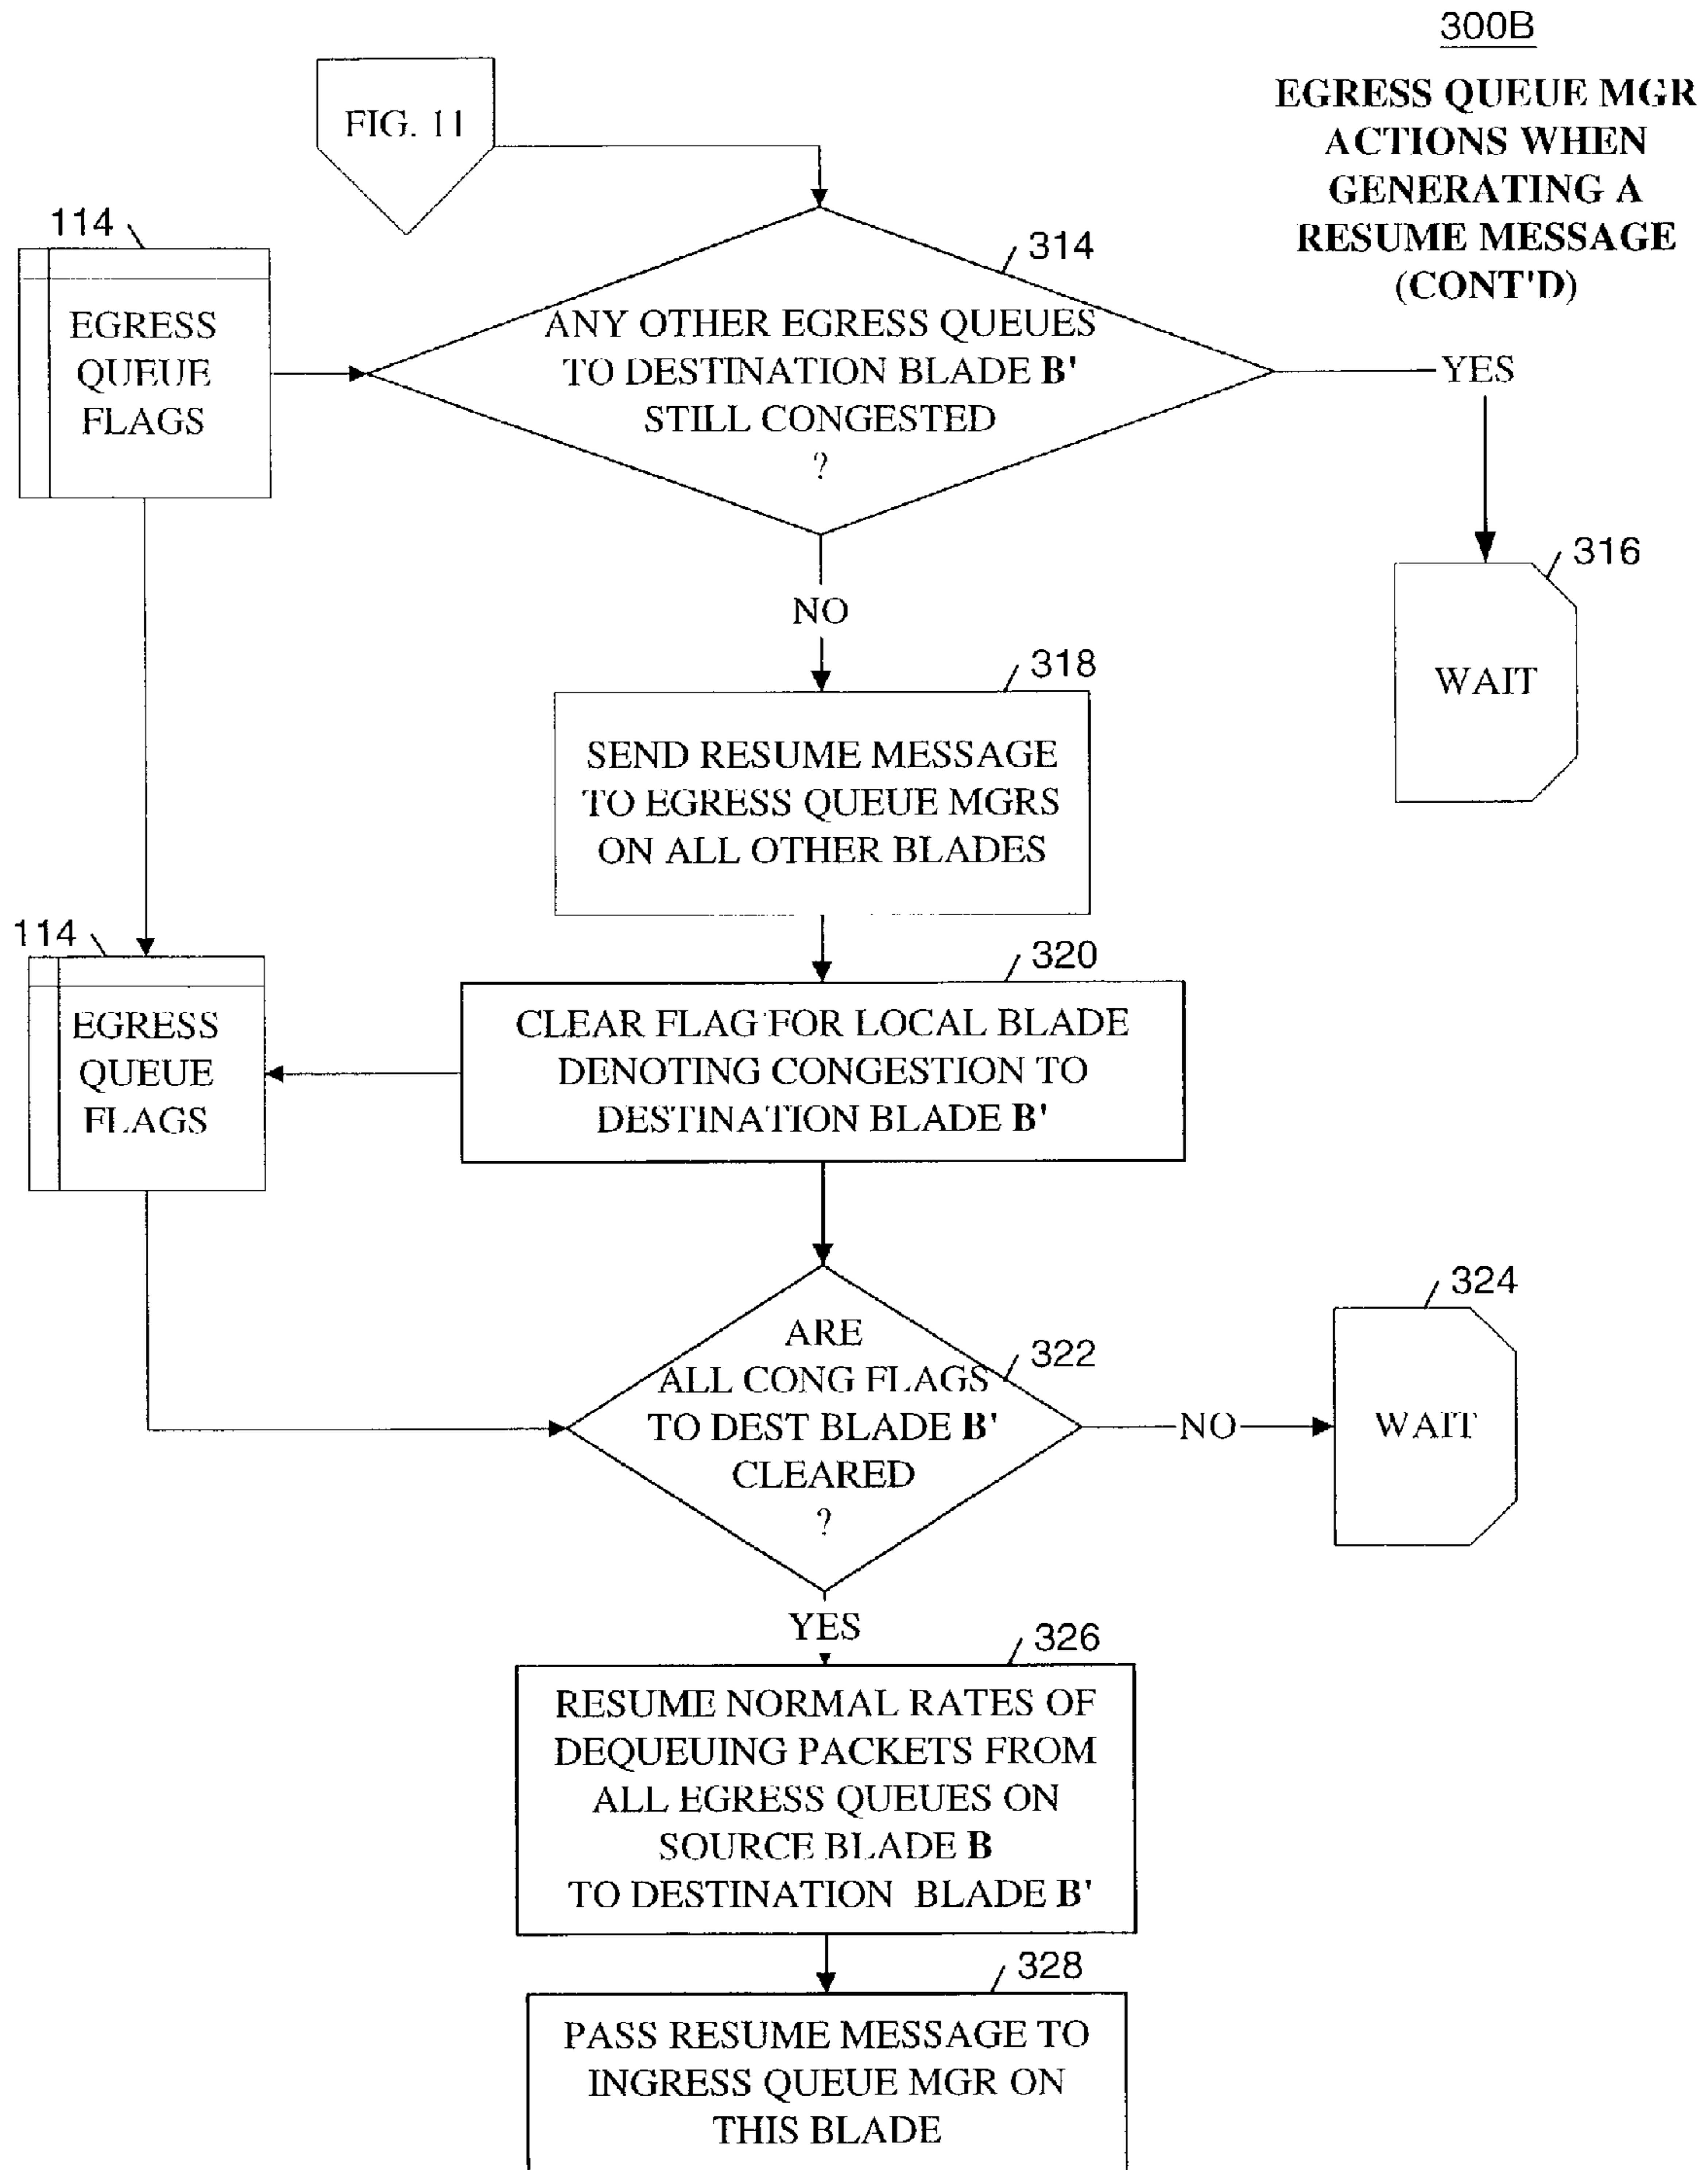 300B
EGRESS QUEUE MGR
ACTIONS WHEN
GENERATING A
RESUME MESSAGE
(CONT'D)
FIG. 11
114
EGRESS
QUEUE
FLAGS
314
ANY OTHER EGRESS QUEUES
TO DESTINATION BLADE B'
STILL CONGESTED
?
YES
316
WAIT
NO
318
SEND RESUME MESSAGE
TO EGRESS QUEUE MGRS
ON ALL OTHER BLADES
114
EGRESS
QUEUE
FLAGS
320
CLEAR FLAG FOR LOCAL BLADE
DENOTING CONGESTION TO
DESTINATION BLADE B'
322
ARE
ALL CONG FLAGS
TO DEST BLADE B'
CLEARED
?
NO
324
WAIT
YES
326
RESUME NORMAL RATES OF
DEQUEUING PACKETS FROM
ALL EGRESS QUEUES ON
SOURCE BLADE B
TO DESTINATION BLADE B'
328
PASS RESUME MESSAGE TO
INGRESS QUEUE MGR ON
THIS BLADE